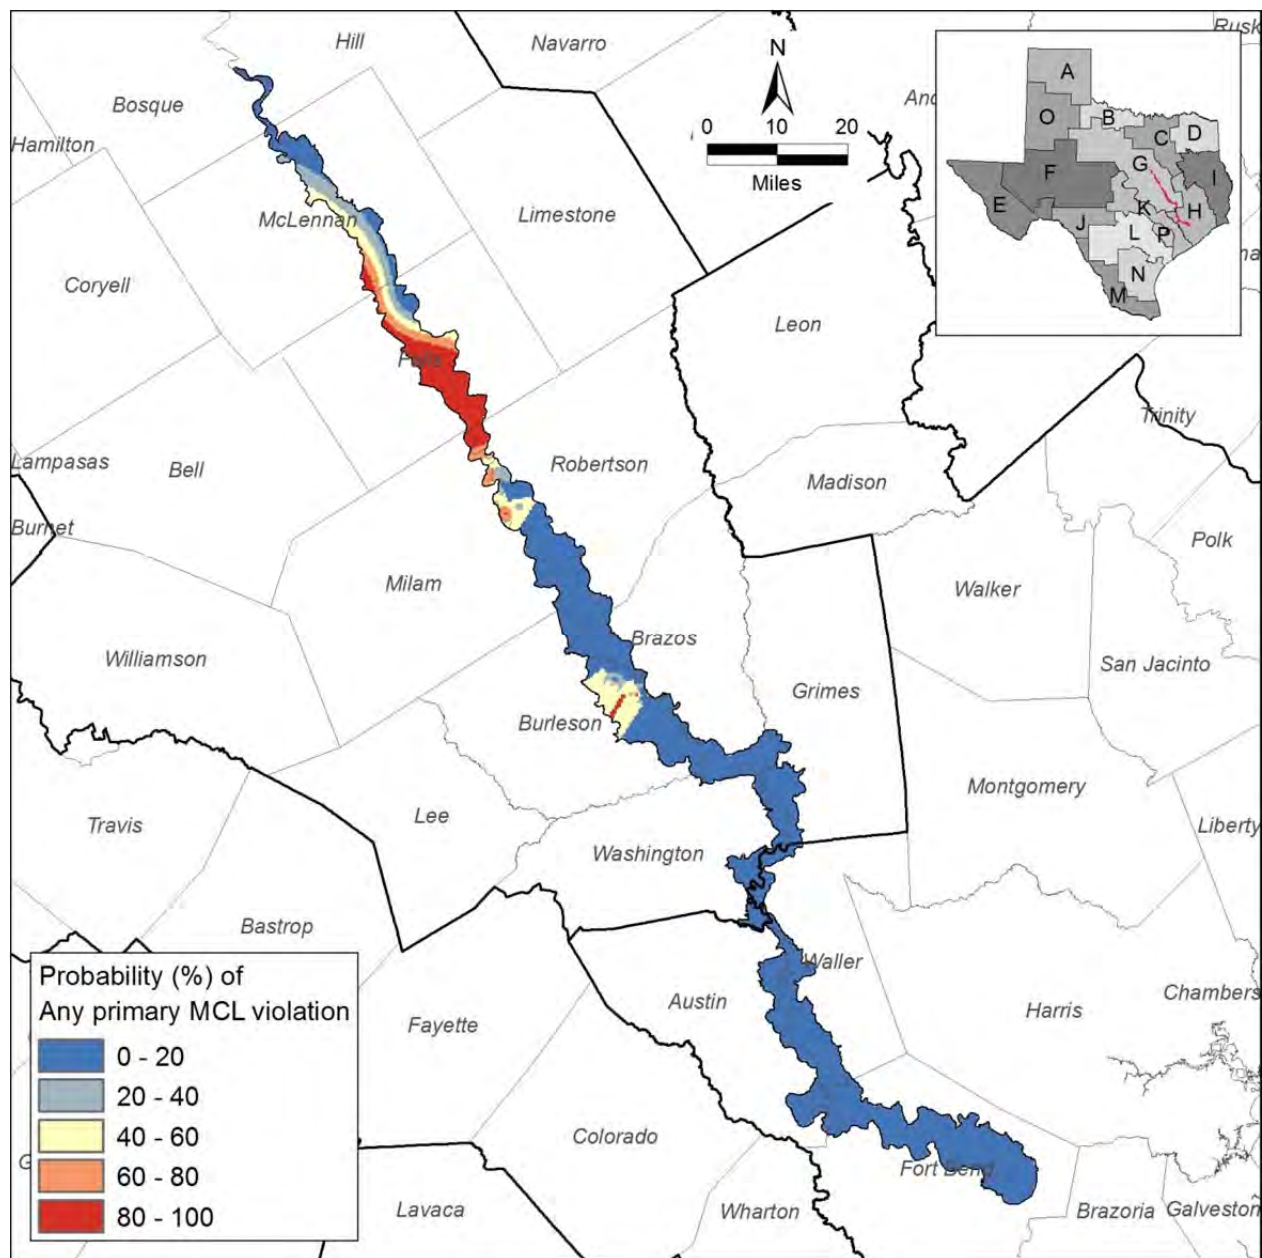 Hill
Navarro
Rusk
Bosque
Hamilton
McLennan
Limestone
Coryell
Falls
Leon
Trinity
Lampasas
Bell
Robertson
Madison
Burnet
Polk
Milam
Walker
Williamson
Brazos
San Jacinto
Grimes
Burleson
Montgomery
Travis
Lee
Liberty
Washington
Bastrop
Waller
Austin
Chambers
Harris
Fayette
Colorado
Fort Bend
Lavaca
Wharton
Brazoria
Galveston
N
0 10 20
Miles
A
O
B
C
D
G
F
I
E
K
H
J
L
P
N
M
Probability (%) of
Any primary MCL violation
0 - 20
20 - 40
40 - 60
60 - 80
80 - 100